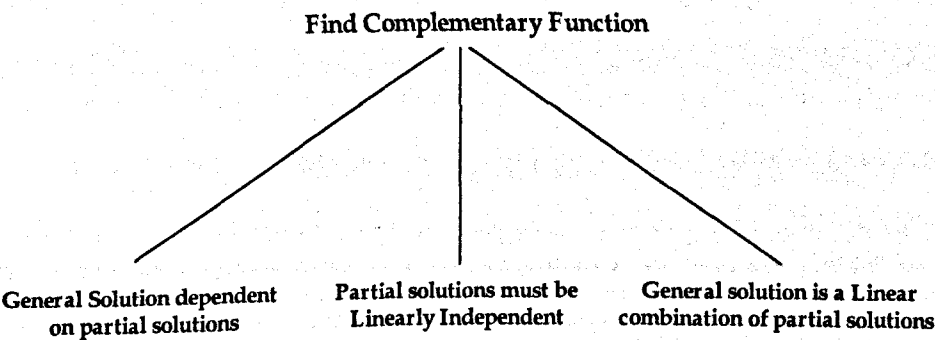 Find Complementary Function
General Solution dependent
on partial solutions
Partial solutions must be
Linearly Independent
General solution is a Linear
combination of partial solutions